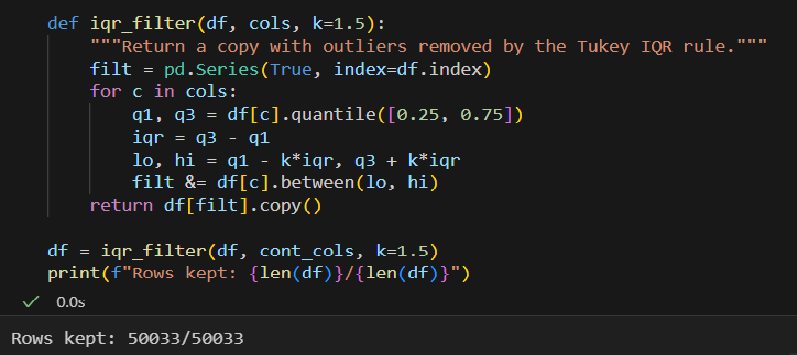 def iqr_filter(df, cols, k=1.5):
    """Return a copy with outliers removed by the Tukey IQR rule."""
    filt = pd.Series(True, index=df.index)
    for c in cols:
        q1, q3 = df[c].quantile([0.25, 0.75])
        iqr = q3 - q1
        lo, hi = q1 - k*iqr, q3 + k*iqr
        filt &= df[c].between(lo, hi)
    return df[filt].copy()

df = iqr_filter(df, cont_cols, k=1.5)
print(f"Rows kept: {len(df)}/{len(df)}")
✓ 0.0s
Rows kept: 50033/50033